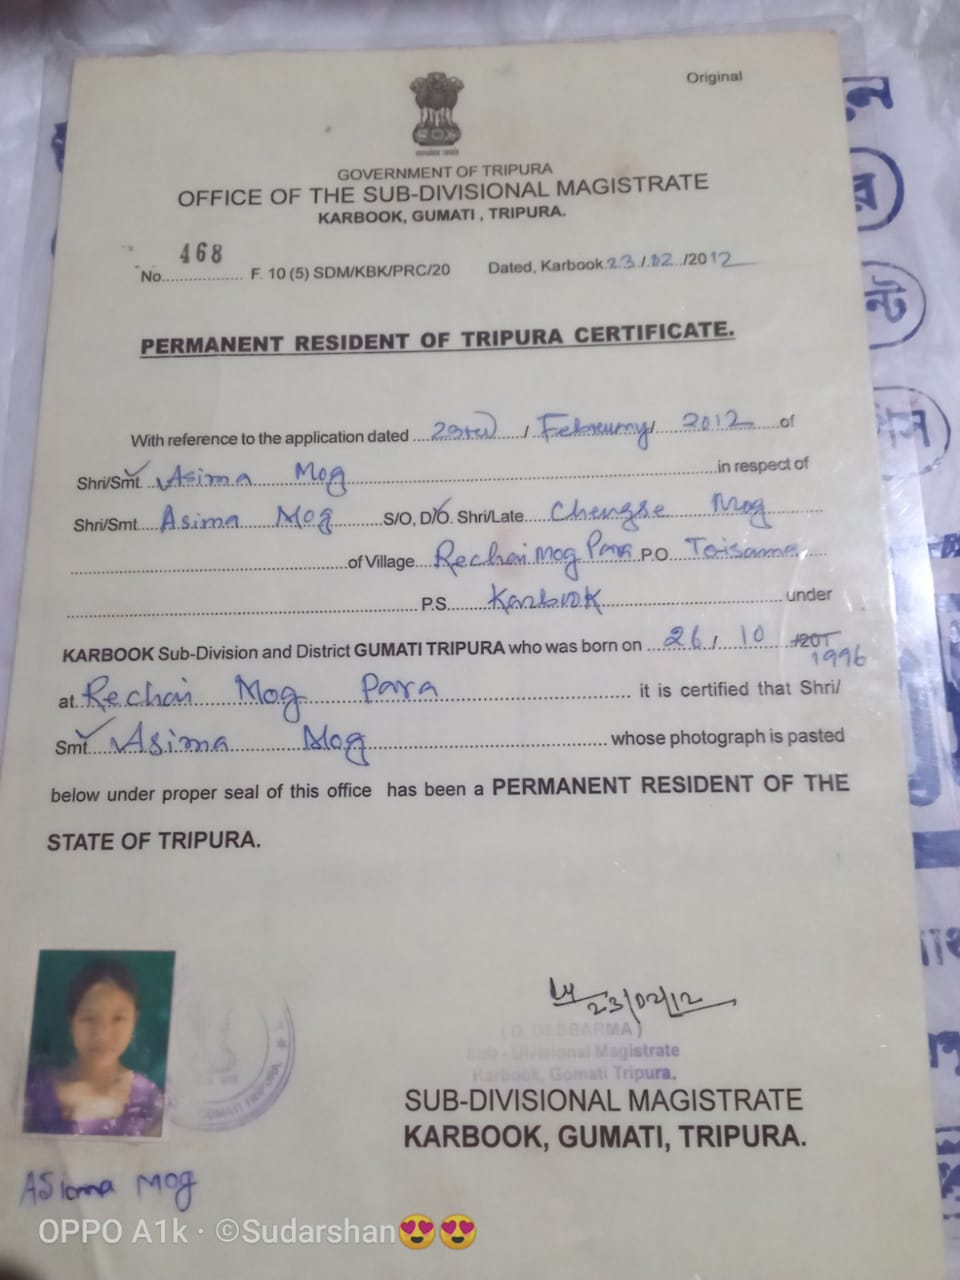 Original
GOVERNMENT OF TRIPURA
OFFICE OF THE SUB-DIVISIONAL MAGISTRATE
KARBOOK, GUMATI , TRIPURA.
No. 468 F. 10 (5) SDM/KBK/PRC/20 Dated, Karbook 23/02/2012
PERMANENT RESIDENT OF TRIPURA CERTIFICATE.
With reference to the application dated 23rd / February / 2012 of
Shri/Smt. Asima Mog in respect of
Shri/Smt. Asima Mog S/O, D/O. Shri/Late. Chengse Mog
of Village. Rechai Mog Para P.O. Toisama
P.S. Karbook under
KARBOOK Sub-Division and District GUMATI TRIPURA who was born on 26/ 10 /201
1996
at Rechai Mog Para it is certified that Shri/
Smt. Asima Mog whose photograph is pasted
below under proper seal of this office has been a PERMANENT RESIDENT OF THE
STATE OF TRIPURA.
23/02/12
(D. DEBBARMA)
Sub - Divisional Magistrate
Karbook, Gomati Tripura.
SUB-DIVISIONAL MAGISTRATE
KARBOOK, GUMATI, TRIPURA.
GOMATI TRIPURA
Asima Mog
OPPO A1k · ©Sudarshan😍😍